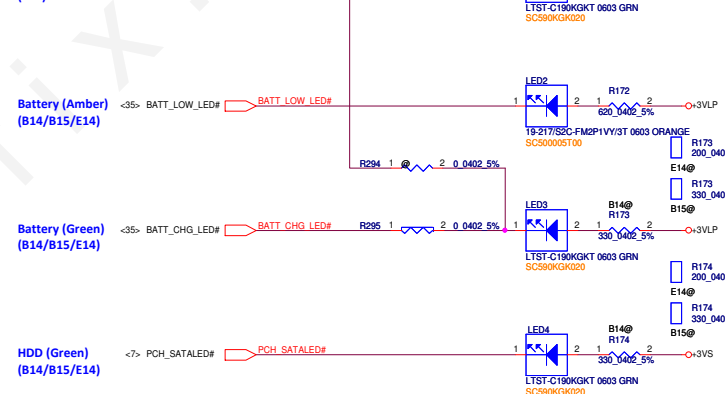 LTST-C190KGKT 0603 GRN
SC590KGK020
LED2
R172
Battery (Amber) <35> BATT_LOW_LED# BATT_LOW_LED# 1 2 1 2 +3VLP
(B14/B15/E14)
620_0402_5%
19-217/S2C-FM2P1VY/3T 0603 ORANGE
SC500005T00
R173
200_040
E14@
R294 1 @ 2 0_0402_5%
R173
330_040
B15@
LED3
B14@
R173
Battery (Green) <35> BATT_CHG_LED# BATT_CHG_LED# R295 1 2 0_0402_5% 1 2 1 2 +3VLP
(B14/B15/E14)
330_0402_5%
LTST-C190KGKT 0603 GRN
SC590KGK020
R174
200_040
E14@
R174
330_040
B15@
LED4
B14@
R174
HDD (Green) <7> PCH_SATALED# PCH_SATALED# 1 2 1 2 +3VS
(B14/B15/E14)
330_0402_5%
LTST-C190KGKT 0603 GRN
SC590KGK020